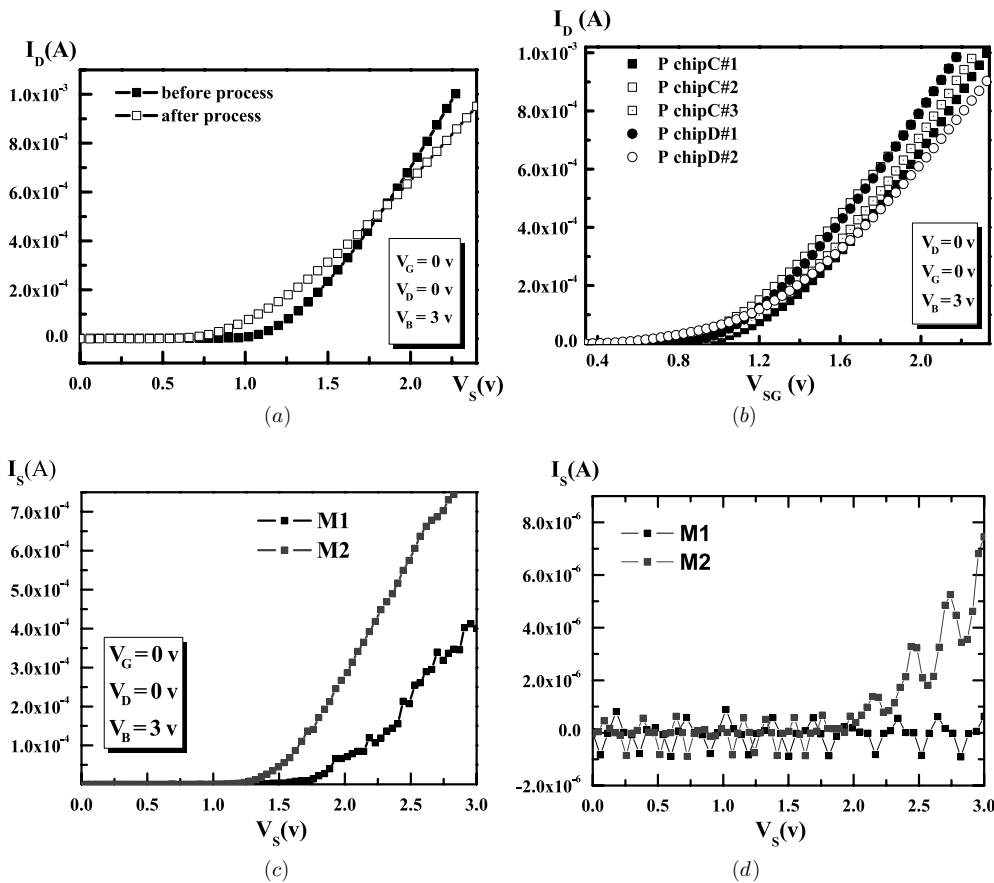 I_D(A)
1.0x10^-3
8.0x10^-4
6.0x10^-4
4.0x10^-4
2.0x10^-4
0.0
before process
after process
V_G = 0 v
V_D = 0 v
V_B = 3 v
0.0 0.5 1.0 1.5 2.0
V_S(v)
(a)
I_D (A)
8.0x10^-4
6.0x10^-4
4.0x10^-4
2.0x10^-4
0.0
P chipC#1
P chipC#2
P chipC#3
P chipD#1
P chipD#2
V_D = 0 v
V_G = 0 v
V_B = 3 v
0.4 0.8 1.2 1.6 2.0
V_SG (v)
(b)
I_S(A)
7.0x10^-4
6.0x10^-4
5.0x10^-4
4.0x10^-4
3.0x10^-4
2.0x10^-4
1.0x10^-4
M1
M2
V_G = 0 v
V_D = 0 v
V_B = 3 v
0.0 0.5 1.0 1.5 2.0 2.5 3.0
V_S(v)
(c)
I_S(A)
8.0x10^-6
6.0x10^-6
4.0x10^-6
2.0x10^-6
0.0
-2.0x10^-6
M1
M2
0.0 0.5 1.0 1.5 2.0 2.5 3.0
V_S(v)
(d)